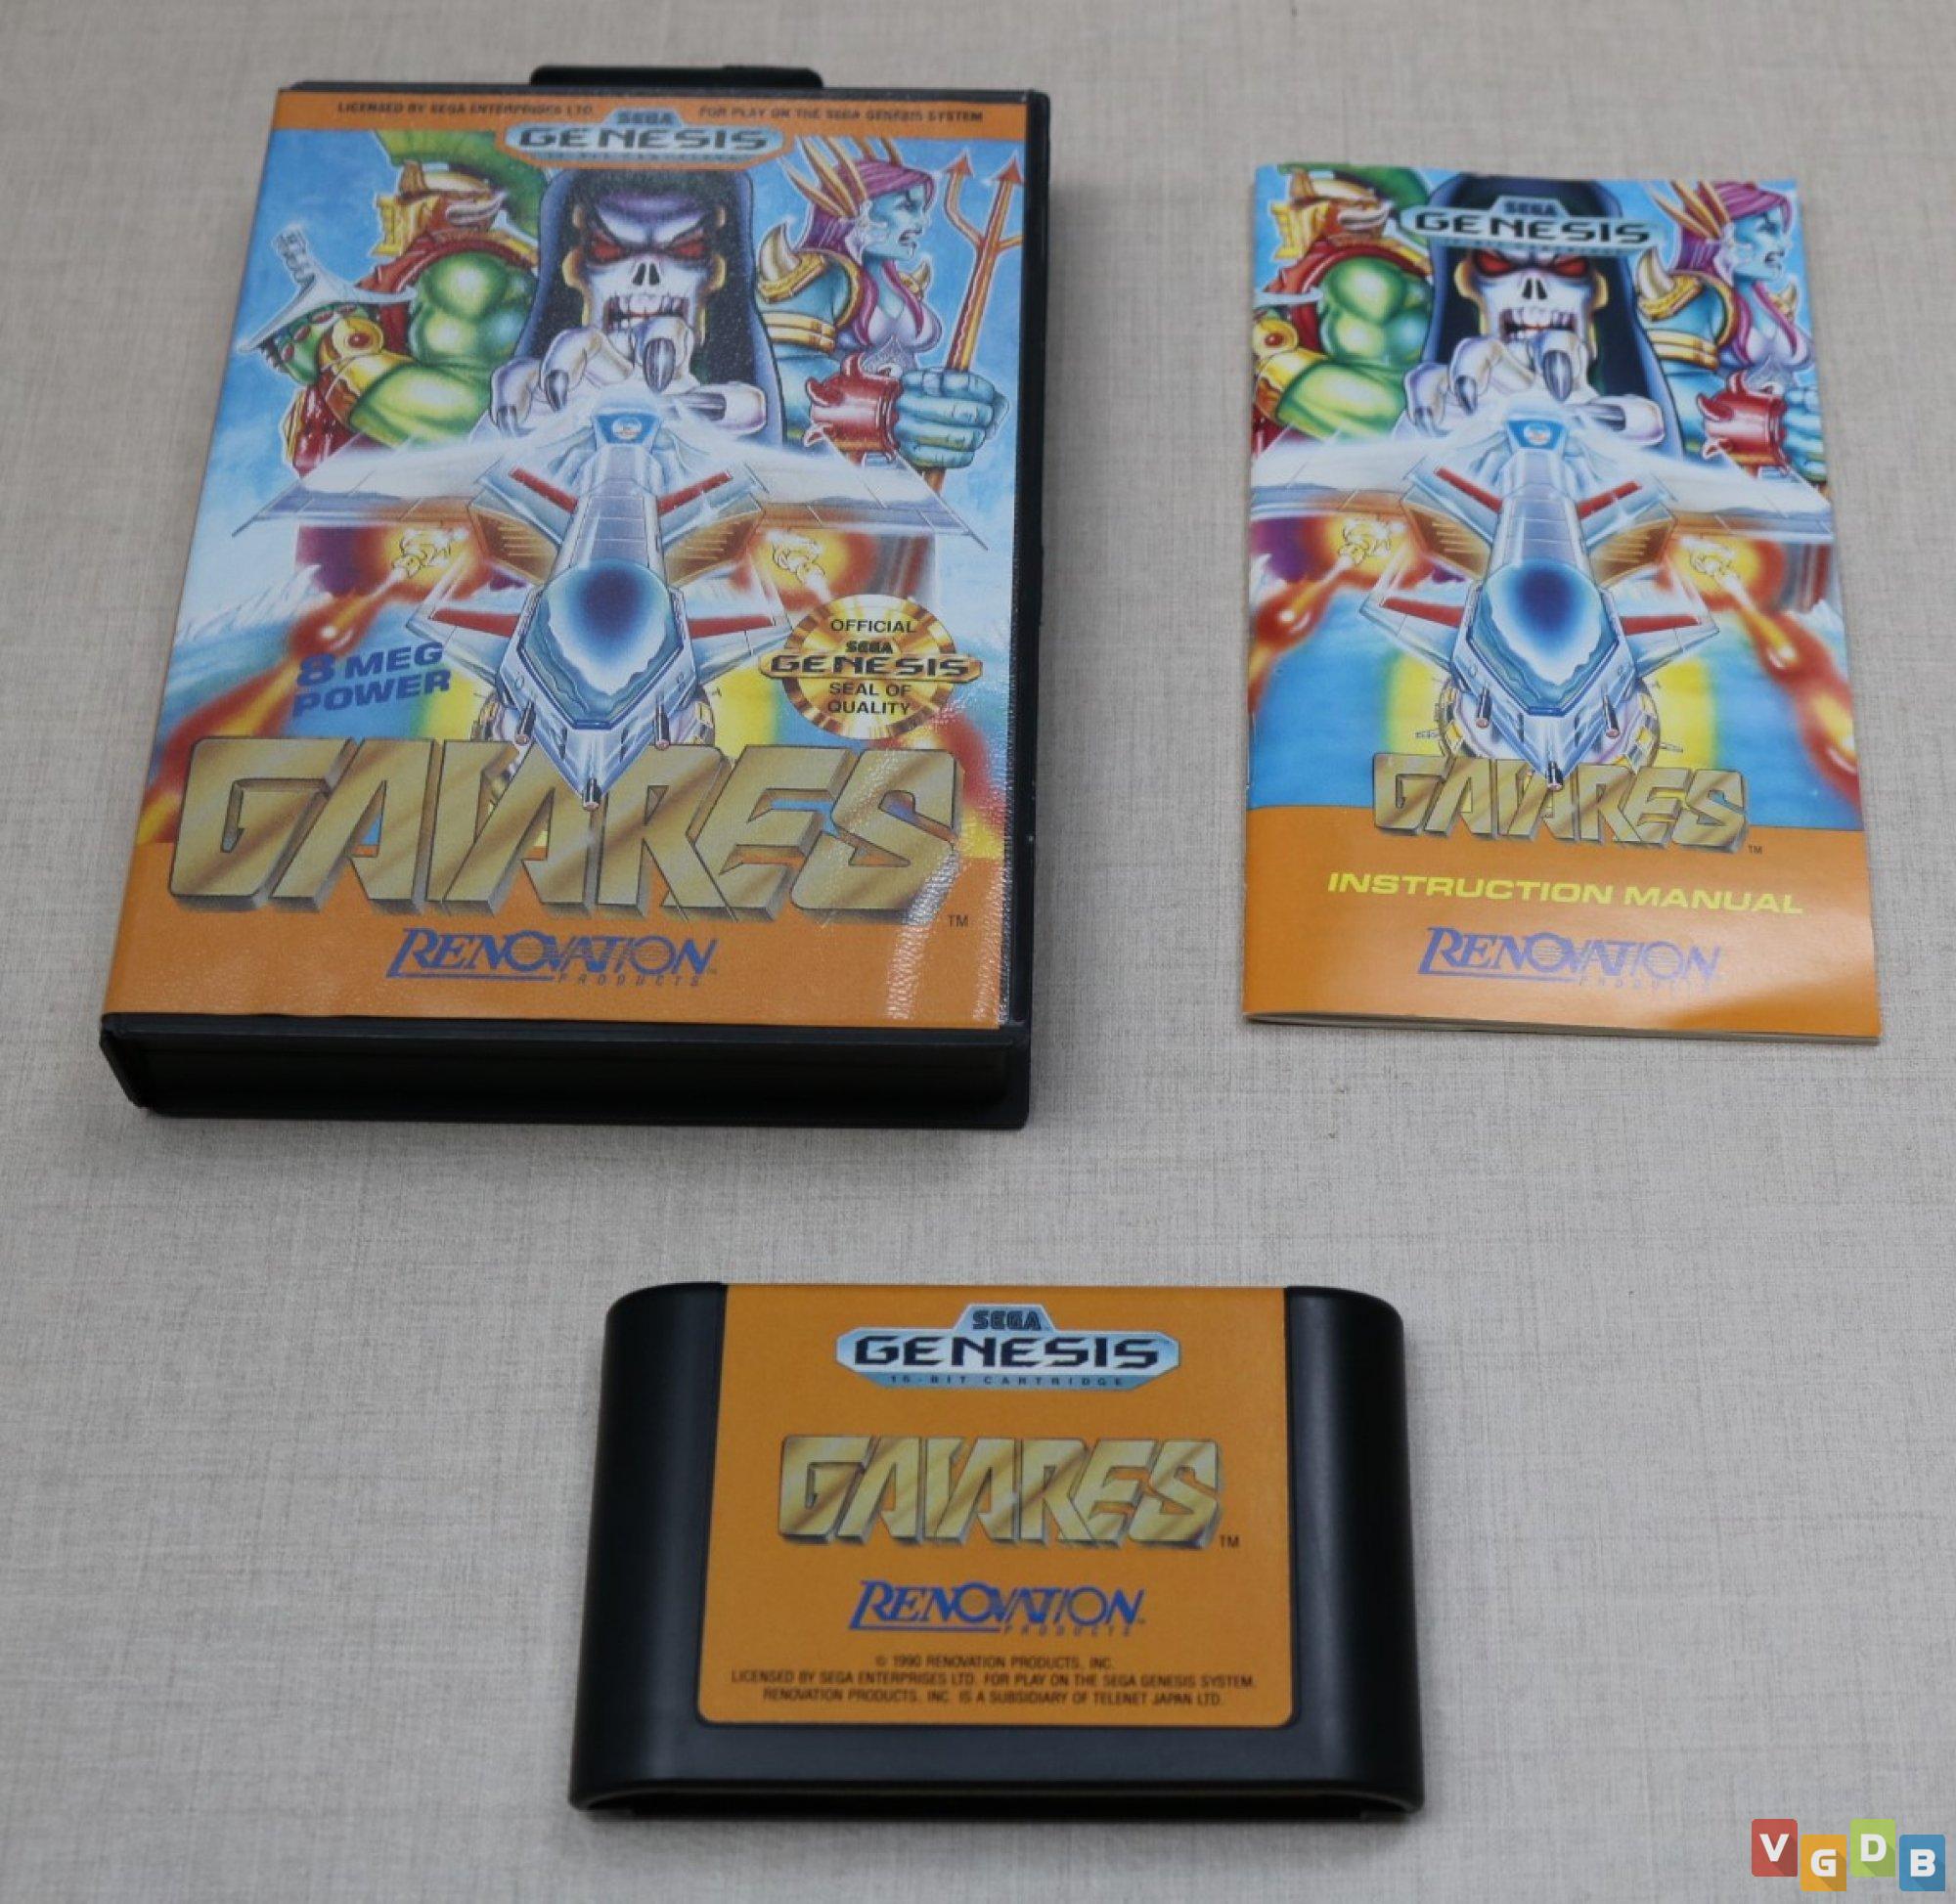 LICENSED BY SEGA ENTERPRISES LTD.
FOR PLAY ON THE SEGA GENESIS SYSTEM
SEGA
GENESIS
8 MEG
POWER
OFFICIAL
SEGA
GENESIS
SEAL OF
QUALITY
GAIARES
TM
RENOVATION
PRODUCTS
SEGA
GENESIS
GAIARES
TM
INSTRUCTION MANUAL
RENOVATION
PRODUCTS
SEGA
GENESIS
16-BIT CARTRIDGE
GAIARES
TM
RENOVATION
PRODUCTS
© 1990 RENOVATION PRODUCTS, INC.
LICENSED BY SEGA ENTERPRISES LTD. FOR PLAY ON THE SEGA GENESIS SYSTEM.
RENOVATION PRODUCTS, INC. IS A SUBSIDIARY OF TELENET JAPAN LTD.
VGDB